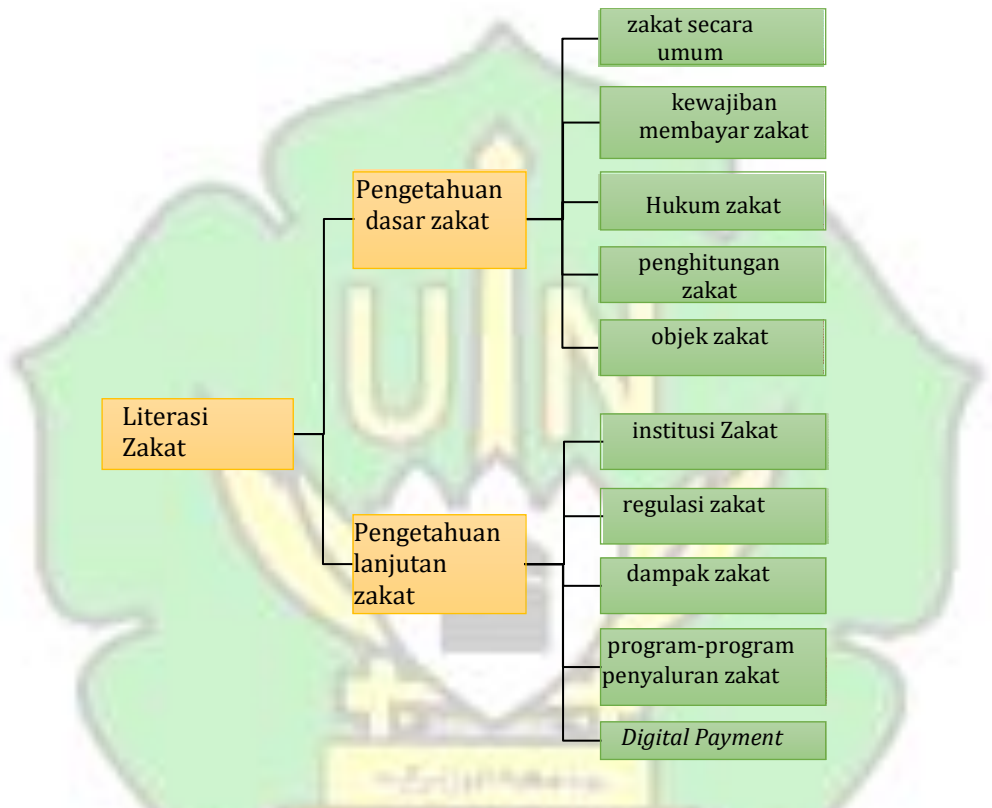 zakat secara
umum
kewajiban
membayar zakat
Pengetahuan
dasar zakat
Hukum zakat
penghitungan
zakat
objek zakat
UIN
Literasi
Zakat
institusi Zakat
regulasi zakat
Pengetahuan
lanjutan
zakat
dampak zakat
program-program
penyaluran zakat
Digital Payment